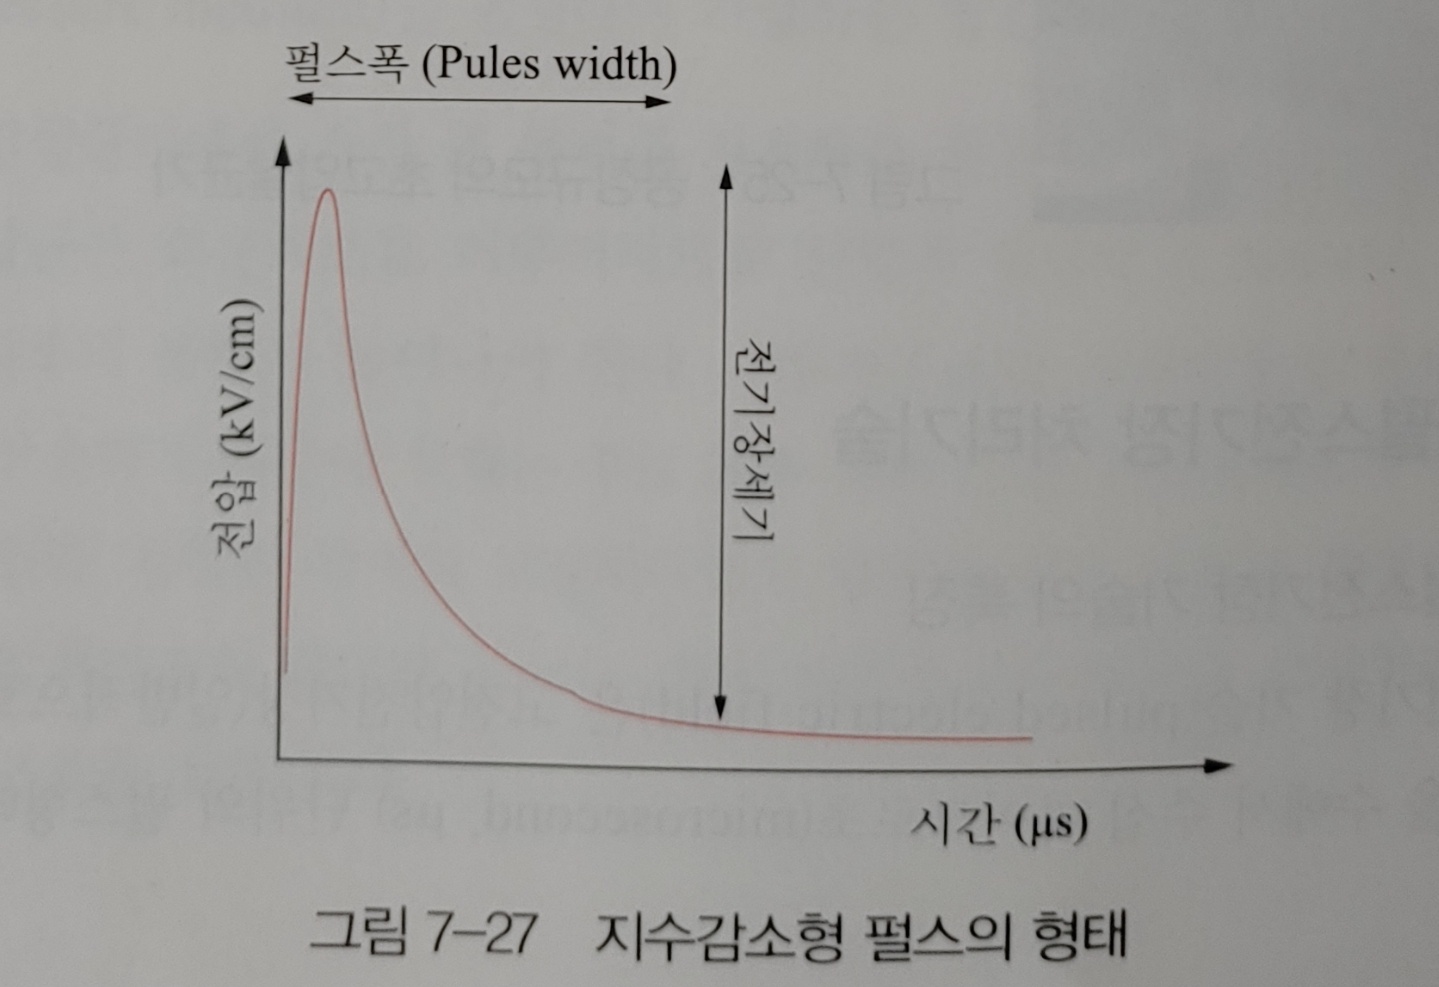 펄스폭 (Pules width)
전압 (kV/cm)
전기장세기
시간 (μs)
그림 7-27 지수감소형 펄스의 형태